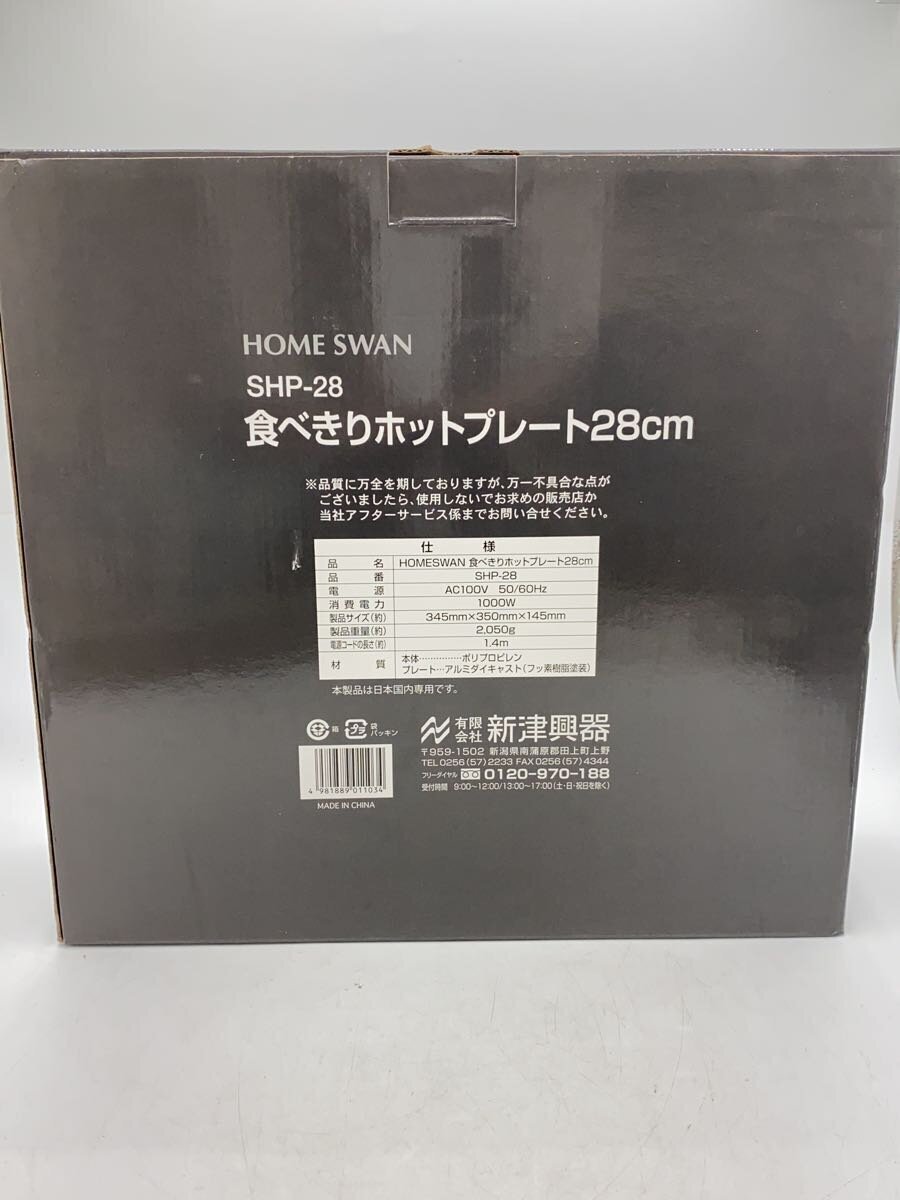 HOME SWAN
SHP-28
食べきりホットプレート28cm
※品質に万全を期しておりますが、万一不具合な点が
ございましたら、使用しないでお求めの販売店か
当社アフターサービス係までお問い合せください。
仕 様
品 名 HOMESWAN 食べきりホットプレート28cm
品 番 SHP-28
電 源 AC100V 50/60Hz
消費電力 1000W
製品サイズ(約) 345mm×350mm×145mm
製品重量(約) 2,050g
電源コードの長さ(約) 1.4m
材 質 本体……………ポリプロピレン
プレート…アルミダイキャスト(フッ素樹脂塗装)
本製品は日本国内専用です。
箱 プラ 袋 パッキン
有限会社 新津興器
〒959-1502 新潟県南蒲原郡田上町上野
TEL 0256(57)2233 FAX 0256(57)4344
フリーダイヤル 0120-970-188
受付時間 9:00~12:00/13:00~17:00(土・日・祝日を除く)
4 981889 011034
MADE IN CHINA